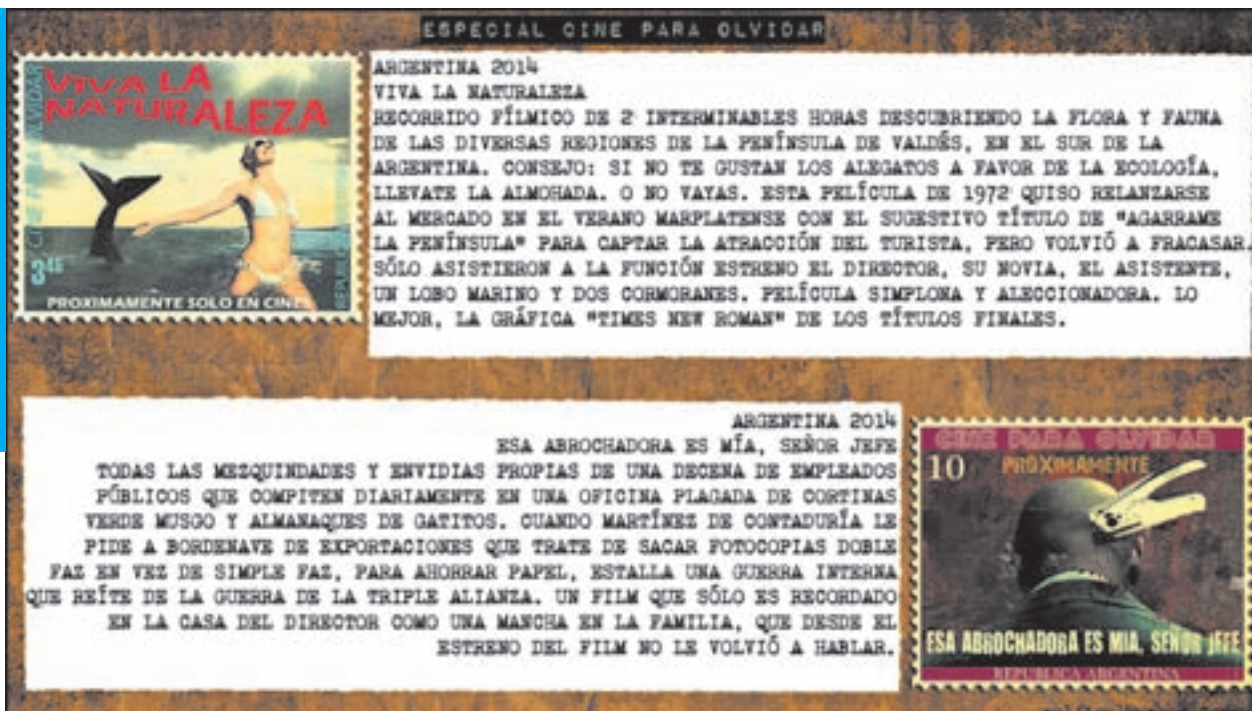 ESPECIAL CINE PARA OLVIDAR
VIVA LA
NATURALEZA
CINE PARA OLVIDAR
3⁴⁵
PROXIMAMENTE SOLO EN CINES
ARGENTINA 2014
VIVA LA NATURALEZA
RECORRIDO FÍLMICO DE 2 INTERMINABLES HORAS DESCUBRIENDO LA FLORA Y FAUNA
DE LAS DIVERSAS REGIONES DE LA PENÍNSULA DE VALDÉS, EN EL SUR DE LA
ARGENTINA. CONSEJO: SI NO TE GUSTAN LOS ALEGATOS A FAVOR DE LA ECOLOGÍA,
LLEVATE LA ALMOHADA. O NO VAYAS. ESTA PELÍCULA DE 1972 QUISO RELANZARSE
AL MERCADO EN EL VERANO MARPLATENSE CON EL SUGESTIVO TÍTULO DE "AGARRAME
LA PENÍNSULA" PARA CAPTAR LA ATRACCIÓN DEL TURISTA, PERO VOLVIÓ A FRACASAR.
SÓLO ASISTIERON A LA FUNCIÓN ESTRENO EL DIRECTOR, SU NOVIA, EL ASISTENTE,
UN LOBO MARINO Y DOS CORMORANES. PELÍCULA SIMPLONA Y ALECCIONADORA. LO
MEJOR, LA GRÁFICA "TIMES NEW ROMAN" DE LOS TÍTULOS FINALES.
ARGENTINA 2014
ESA ABROCHADORA ES MÍA, SEÑOR JEFE
TODAS LAS MEZQUINDADES Y ENVIDIAS PROPIAS DE UNA DECENA DE EMPLEADOS
PÚBLICOS QUE COMPITEN DIARIAMENTE EN UNA OFICINA PLAGADA DE CORTINAS
VERDE MUSGO Y ALMANAQUES DE GATITOS. CUANDO MARTÍNEZ DE CONTADURÍA LE
PIDE A BORDENAVE DE EXPORTACIONES QUE TRATE DE SACAR FOTOCOPIAS DOBLE
FAZ EN VEZ DE SIMPLE FAZ, PARA AHORRAR PAPEL, ESTALLA UNA GUERRA INTERNA
QUE REÍTE DE LA GUERRA DE LA TRIPLE ALIANZA. UN FILM QUE SÓLO ES RECORDADO
EN LA CASA DEL DIRECTOR COMO UNA MANCHA EN LA FAMILIA, QUE DESDE EL
ESTRENO DEL FILM NO LE VOLVIÓ A HABLAR.
CINE PARA OLVIDAR
10 PRÓXIMAMENTE
ESA ABROCHADORA ES MIA, SEÑOR JEFE
REPUBLICA ARGENTINA